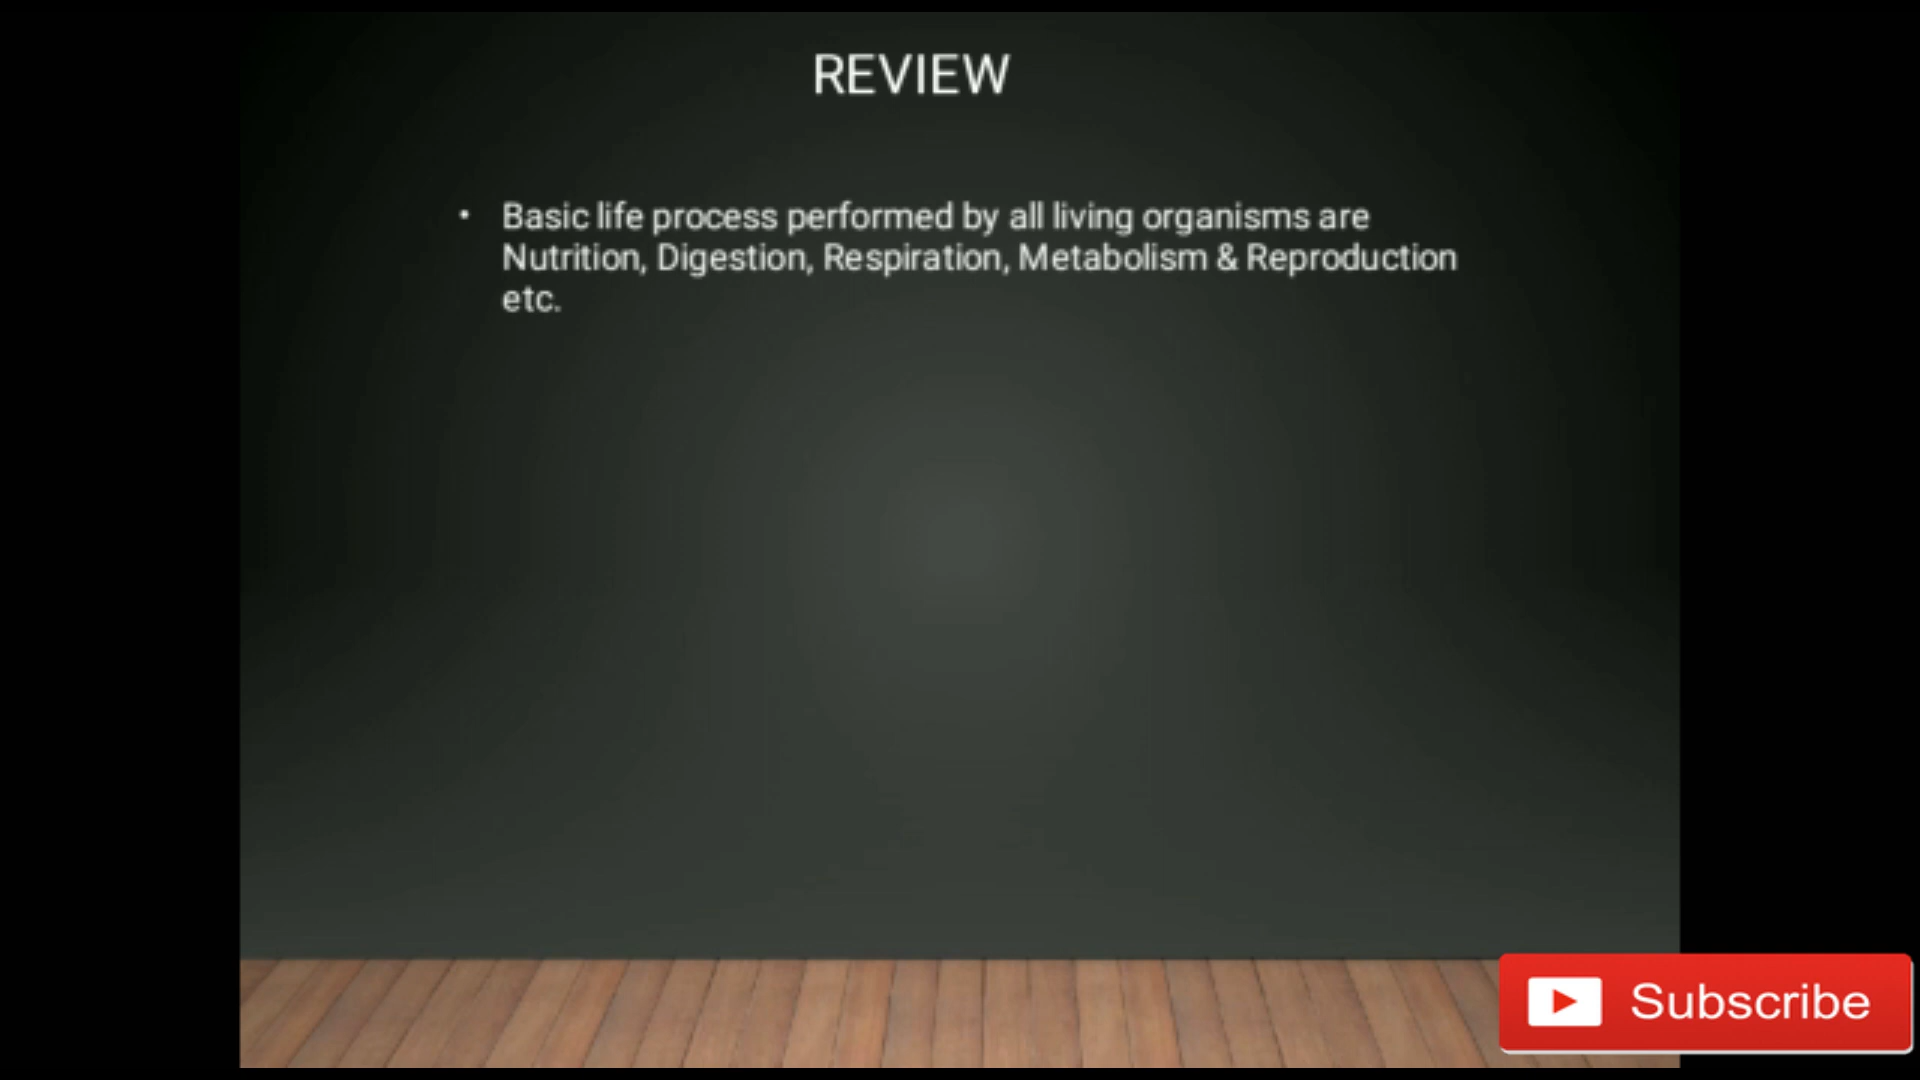 REVIEW
• Basic life process performed by all living organisms are
Nutrition, Digestion, Respiration, Metabolism & Reproduction
etc.
Subscribe